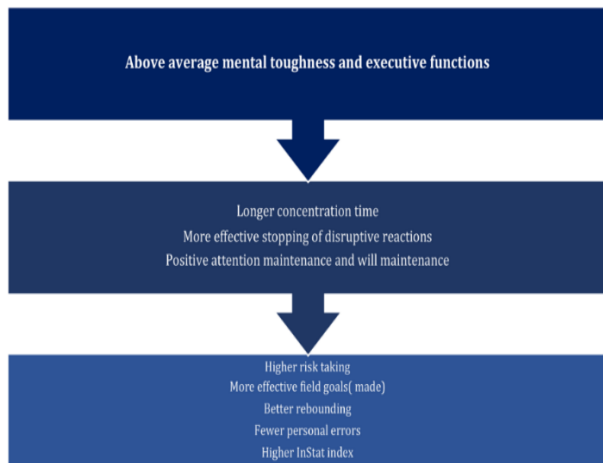 Above average mental toughness and executive functions
Longer concentration time
More effective stopping of disruptive reactions
Positive attention maintenance and will maintenance
Higher risk taking
More effective field goals( made)
Better rebounding
Fewer personal errors
Higher InStat index